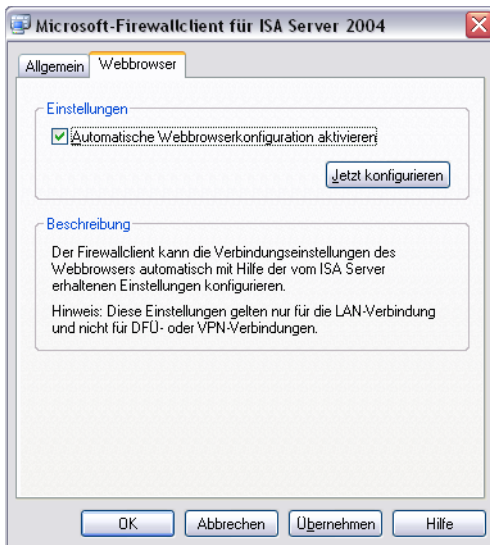 Microsoft-Firewallclient für ISA Server 2004
Allgemein
Webbrowser
Einstellungen
Automatische Webbrowserkonfiguration aktivieren
Jetzt konfigurieren
Beschreibung
Der Firewallclient kann die Verbindungseinstellungen des
Webbrowsers automatisch mit Hilfe der vom ISA Server
erhaltenen Einstellungen konfigurieren.
Hinweis: Diese Einstellungen gelten nur für die LAN-Verbindung
und nicht für DFÜ- oder VPN-Verbindungen.
OK
Abbrechen
Übernehmen
Hilfe